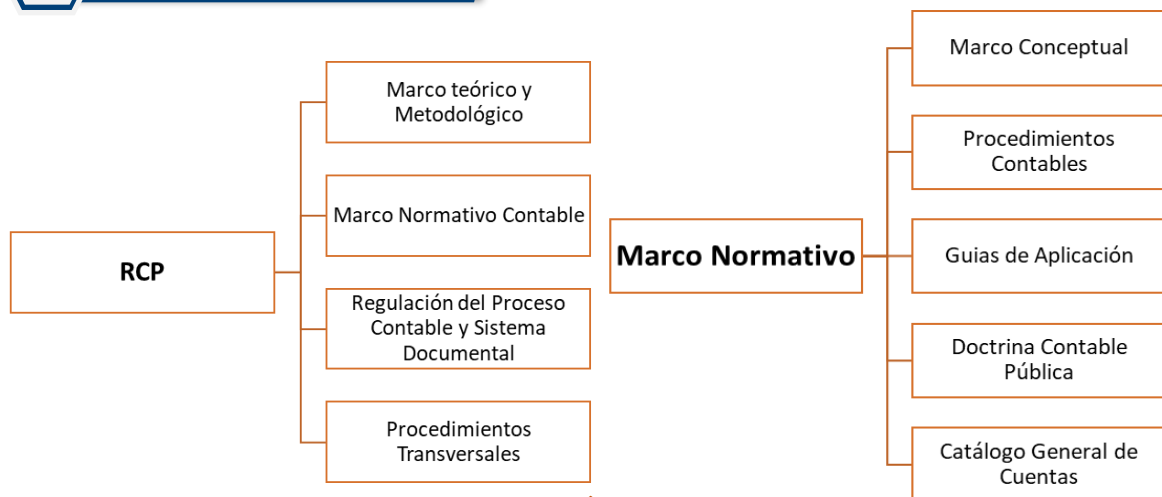 RCP
Marco teórico y
Metodológico
Marco Normativo Contable
Regulación del Proceso
Contable y Sistema
Documental
Procedimientos
Transversales
Marco Normativo
Marco Conceptual
Procedimientos
Contables
Guias de Aplicación
Doctrina Contable
Pública
Catálogo General de
Cuentas